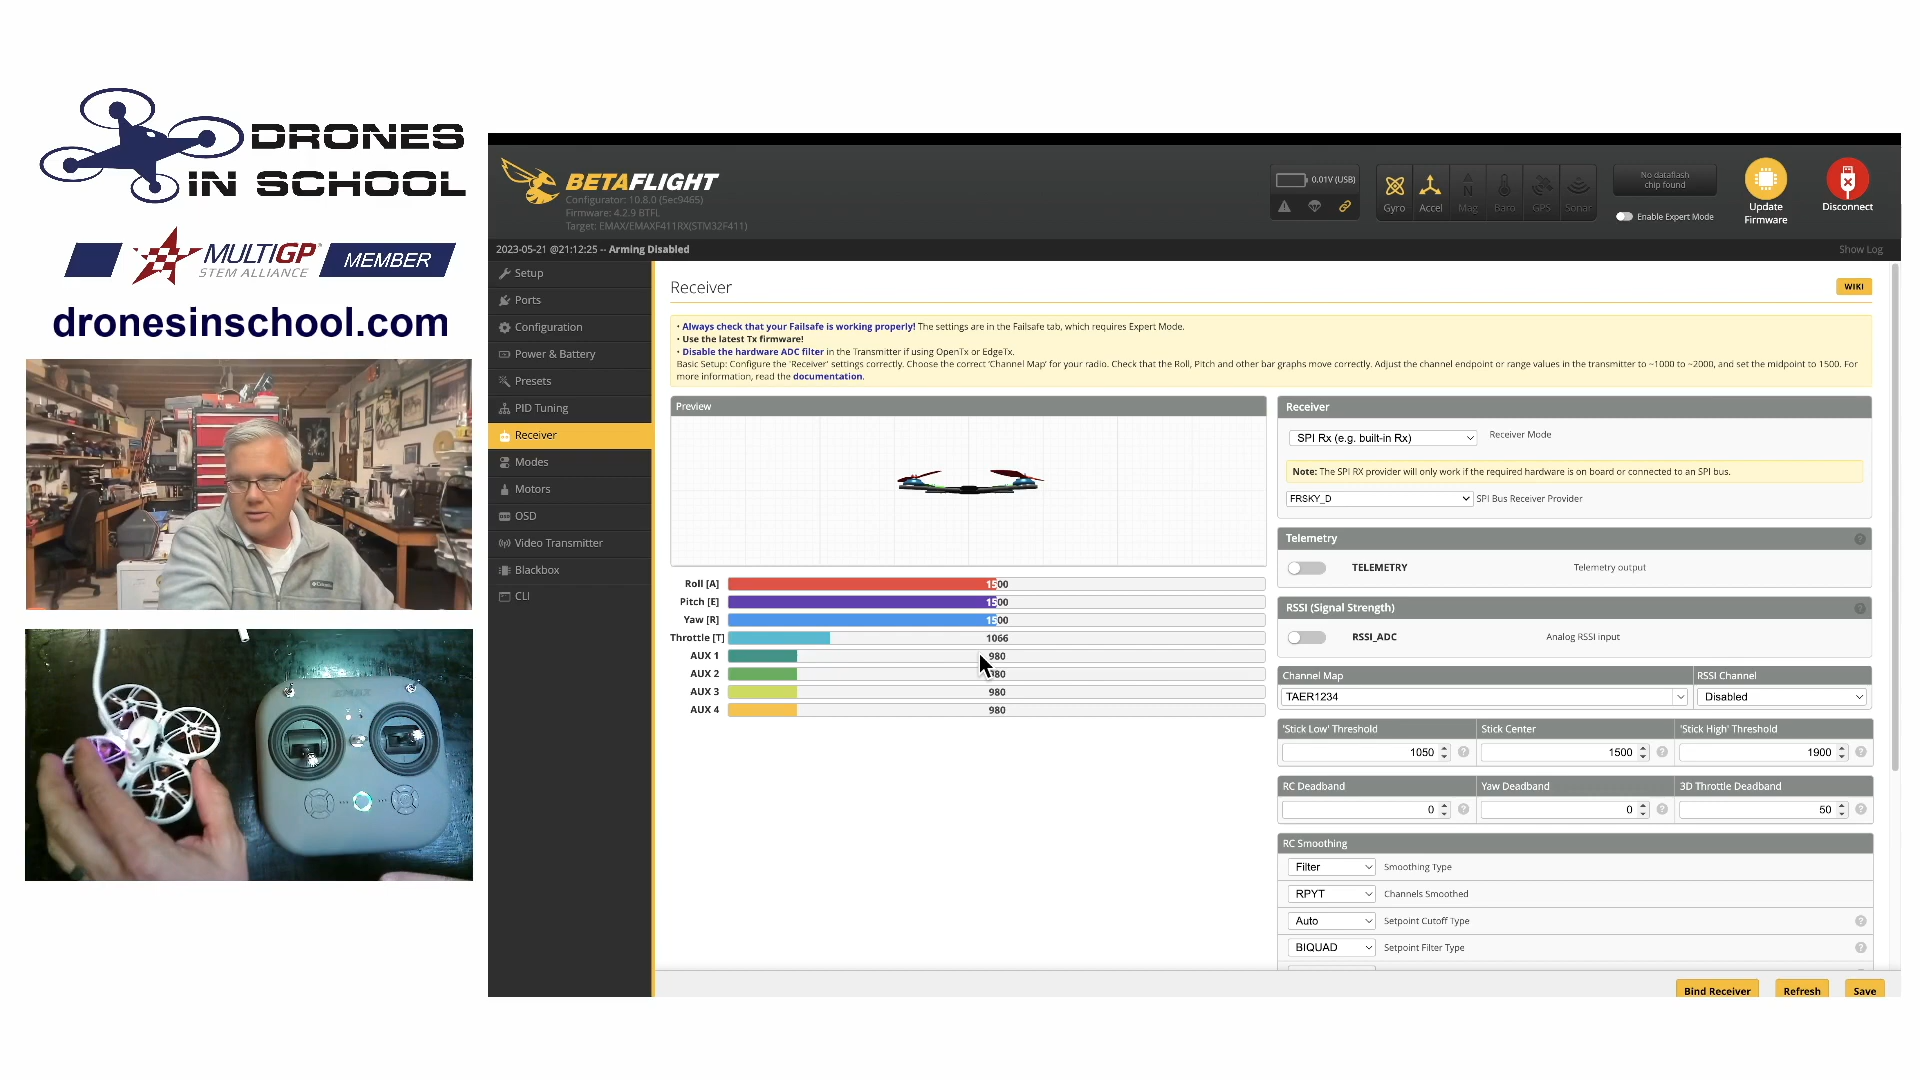 DRONES
IN SCHOOL
MULTIGP
STEM ALLIANCE
MEMBER
dronesinschool.com
BETAFLIGHT
Configurator: 10.8.0 (5ec9465)
Firmware: 4.2.9 BTFL
Target: EMAX/EMAXF411RX(STM32F411)
0.01V (USB)
Gyro
Accel
Mag
Baro
GPS
Sonar
No dataflash
chip found
Enable Expert Mode
Update
Firmware
Disconnect
2023-05-21 @21:12:25 -- Arming Disabled
Show Log
Setup
Ports
Configuration
Power & Battery
Presets
PID Tuning
Receiver
Modes
Motors
OSD
Video Transmitter
Blackbox
CLI
Receiver
WIKI
• Always check that your Failsafe is working properly! The settings are in the Failsafe tab, which requires Expert Mode.
• Use the latest Tx firmware!
• Disable the hardware ADC filter in the Transmitter if using OpenTx or EdgeTx.
Basic Setup: Configure the 'Receiver' settings correctly. Choose the correct 'Channel Map' for your radio. Check that the Roll, Pitch and other bar graphs move correctly. Adjust the channel endpoint or range values in the transmitter to ~1000 to ~2000, and set the midpoint to 1500. For
more information, read the documentation.
Preview
Roll [A] 1500
Pitch [E] 1500
Yaw [R] 1500
Throttle [T] 1066
AUX 1 980
AUX 2
AUX 3 980
AUX 4 980
Receiver
SPI Rx (e.g. built-in Rx) Receiver Mode
Note: The SPI RX provider will only work if the required hardware is on board or connected to an SPI bus.
FRSKY_D SPI Bus Receiver Provider
Telemetry
TELEMETRY Telemetry output
RSSI (Signal Strength)
RSSI_ADC Analog RSSI input
Channel Map RSSI Channel
TAER1234 Disabled
'Stick Low' Threshold Stick Center 'Stick High' Threshold
1050 1500 1900
RC Deadband Yaw Deadband 3D Throttle Deadband
0 0 50
RC Smoothing
Filter Smoothing Type
RPYT Channels Smoothed
Auto Setpoint Cutoff Type
BIQUAD Setpoint Filter Type
Bind Receiver Refresh Save